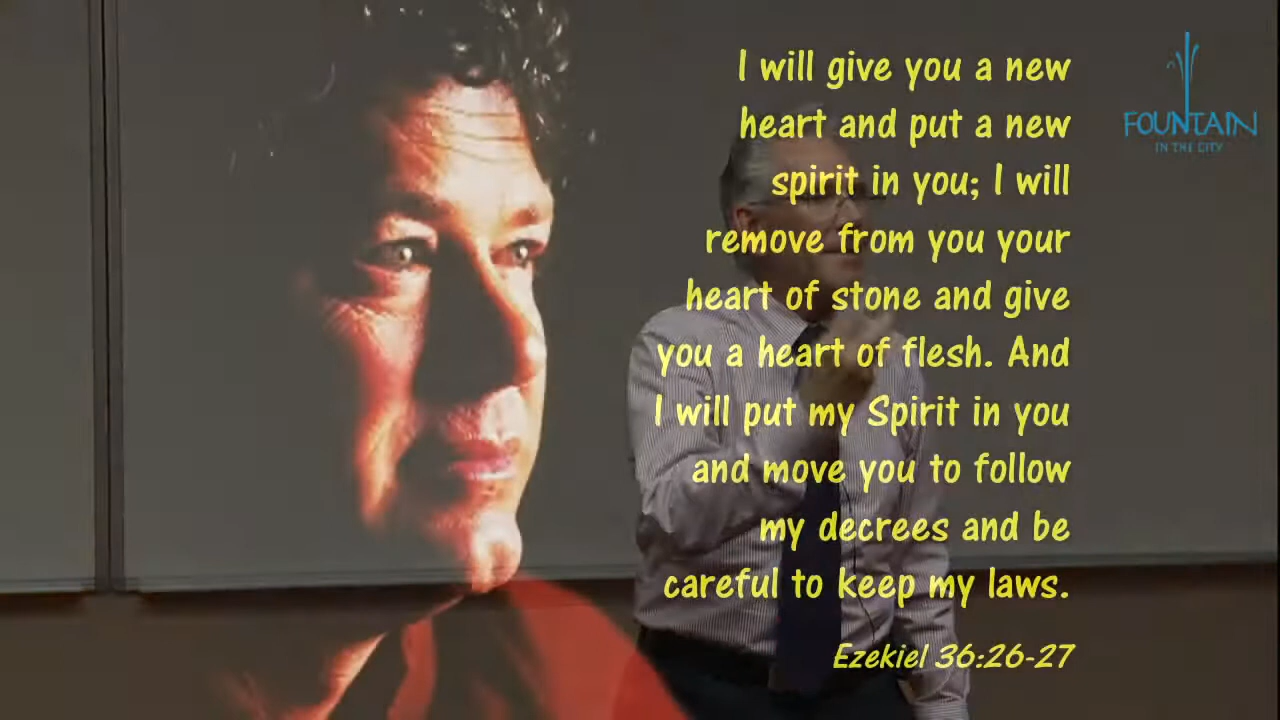 I will give you a new
heart and put a new
spirit in you; I will
remove from you your
heart of stone and give
you a heart of flesh. And
I will put my Spirit in you
and move you to follow
my decrees and be
careful to keep my laws.
Ezekiel 36:26-27
FOUNTAIN
IN THE CITY